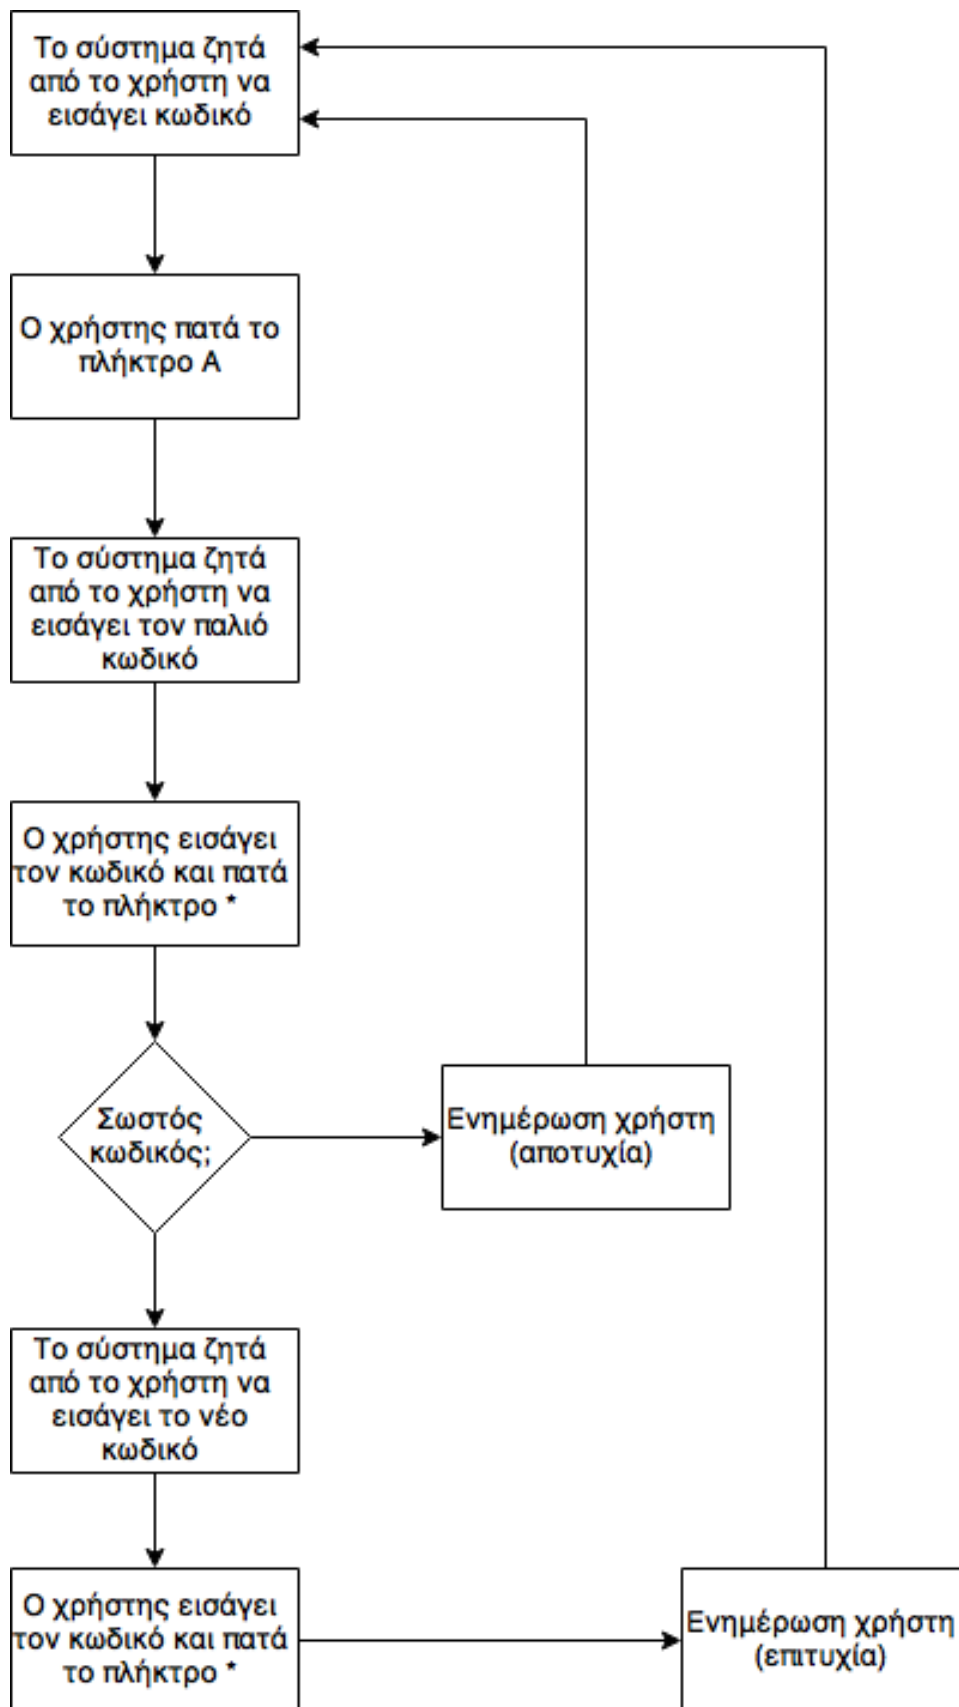 Το σύστημα ζητά
από το χρήστη να
εισάγει κωδικό
Ο χρήστης πατά το
πλήκτρο Α
Το σύστημα ζητά
από το χρήστη να
εισάγει τον παλιό
κωδικό
Ο χρήστης εισάγει
τον κωδικό και πατά
το πλήκτρο *
Σωστός
κωδικός;
Ενημέρωση χρήστη
(αποτυχία)
Το σύστημα ζητά
από το χρήστη να
εισάγει το νέο
κωδικό
Ο χρήστης εισάγει
τον κωδικό και πατά
το πλήκτρο *
Ενημέρωση χρήστη
(επιτυχία)